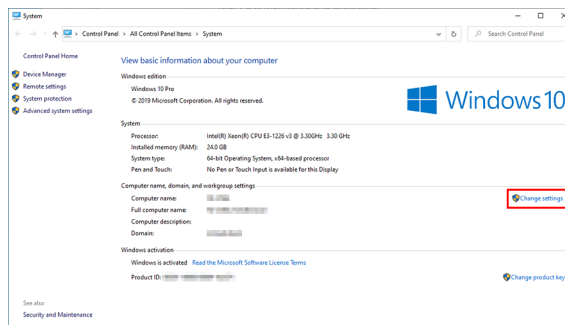 System
Control Panel > All Control Panel Items > System
Search Control Panel
Control Panel Home
Device Manager
Remote settings
System protection
Advanced system settings
View basic information about your computer
Windows edition
Windows 10 Pro
© 2019 Microsoft Corporation. All rights reserved.
Windows 10
System
Processor: Intel(R) Xeon(R) CPU E3-1226 v3 @ 3.30GHz 3.30 GHz
Installed memory (RAM): 24.0 GB
System type: 64-bit Operating System, x64-based processor
Pen and Touch: No Pen or Touch Input is available for this Display
Computer name, domain, and workgroup settings
Computer name:
Change settings
Full computer name:
Computer description:
Domain:
Windows activation
Windows is activated Read the Microsoft Software License Terms
Product ID:
Change product key
See also
Security and Maintenance